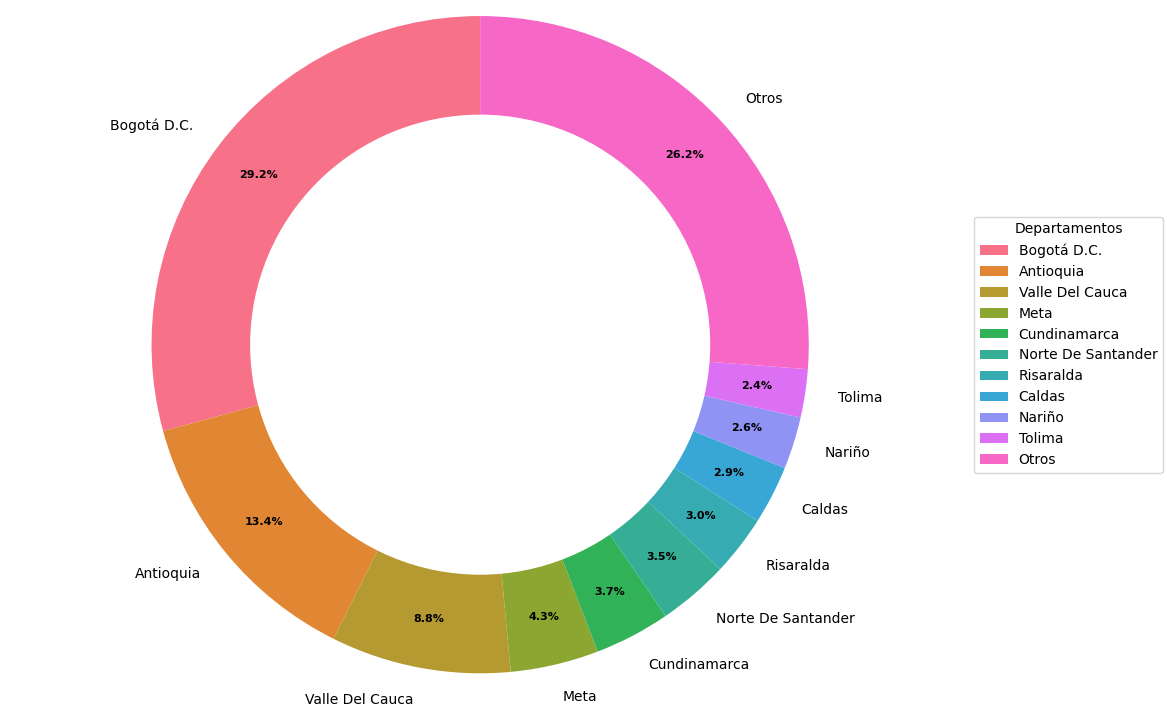 Otros
Bogotá D.C.
26.2%
29.2%
Departamentos
Bogotá D.C.
Antioquia
Valle Del Cauca
Meta
Cundinamarca
Norte De Santander
Risaralda
Caldas
Nariño
Tolima
Otros
2.4%
Tolima
2.6%
Nariño
2.9%
Caldas
3.0%
Risaralda
13.4%
Antioquia
3.5%
Norte De Santander
3.7%
Cundinamarca
8.8%
Valle Del Cauca
4.3%
Meta